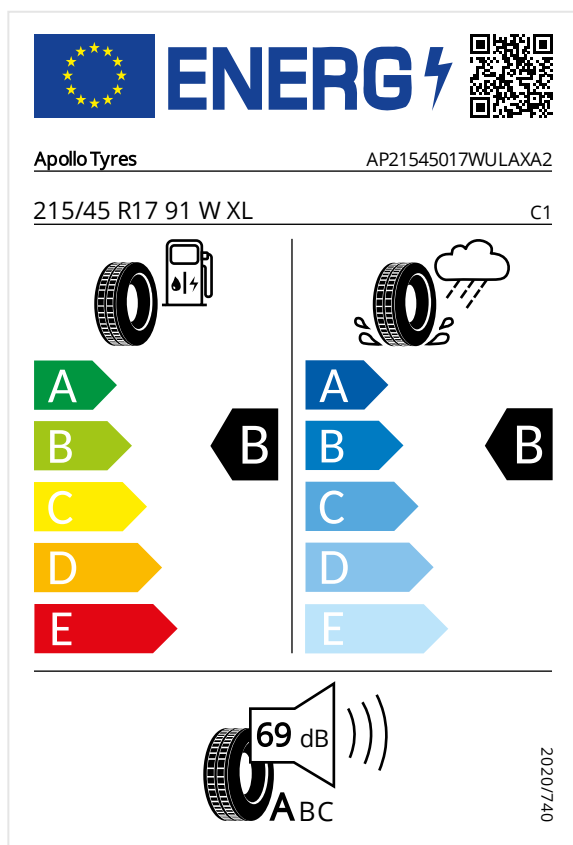 ENERG
Apollo Tyres AP21545017WULAXA2
215/45 R17 91 W XL C1
A A
B B B B
C C
D D
E E
69 dB
ABC
2020/740